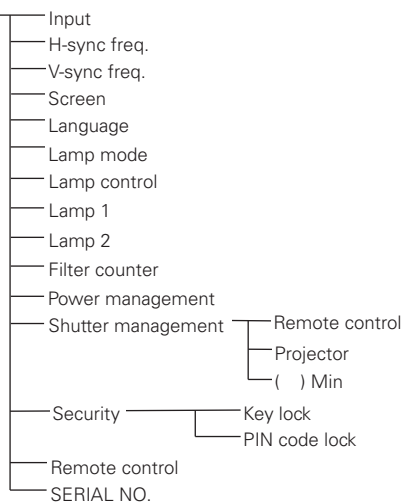 Input
H-sync freq.
V-sync freq.
Screen
Language
Lamp mode
Lamp control
Lamp 1
Lamp 2
Filter counter
Power management
Shutter management
Remote control
Projector
( ) Min
Security
Key lock
PIN code lock
Remote control
SERIAL NO.